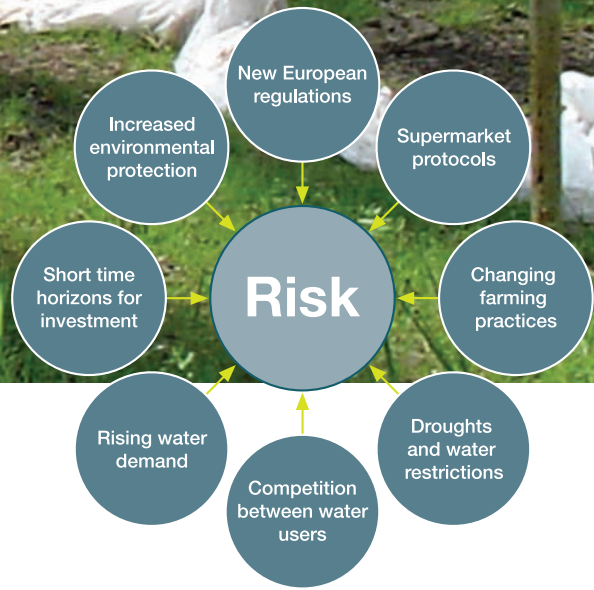 New European
regulations
Supermarket
protocols
Changing
farming
practices
Droughts
and water
restrictions
Competition
between water
users
Rising water
demand
Short time
horizons for
investment
Increased
environmental
protection
Risk